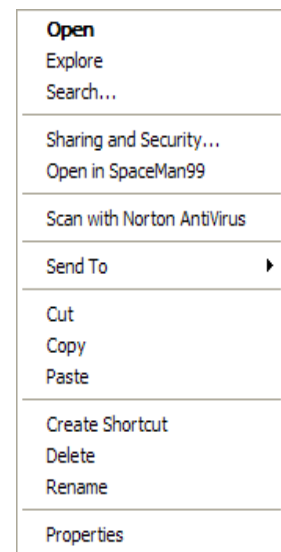 Open
Explore
Search...
Sharing and Security...
Open in SpaceMan99
Scan with Norton AntiVirus
Send To
Cut
Copy
Paste
Create Shortcut
Delete
Rename
Properties